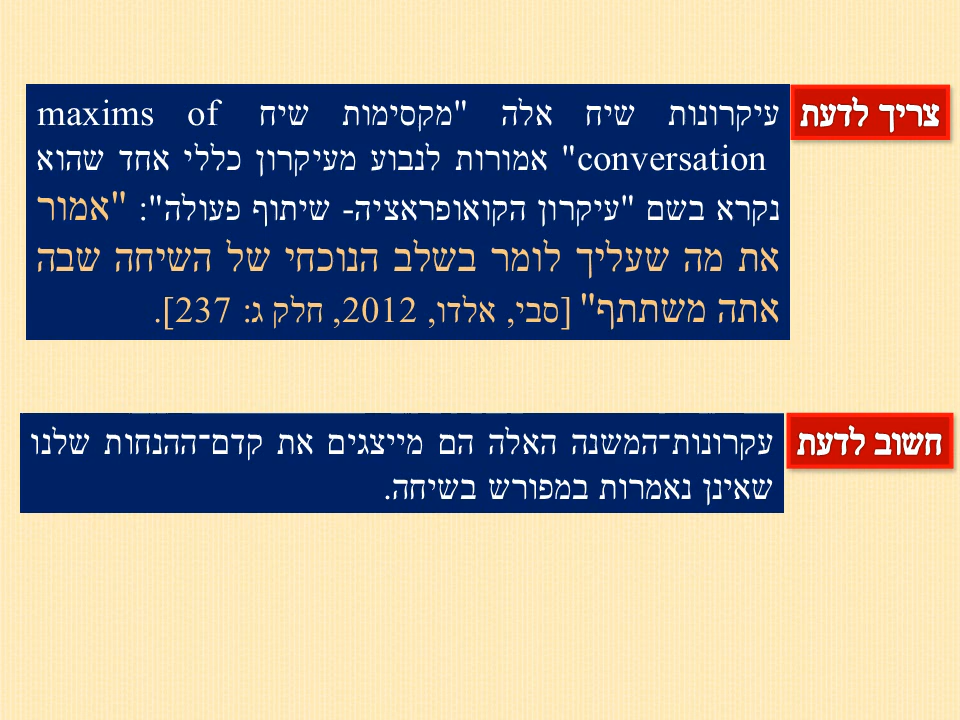 צריך לדעת
עיקרונות שיח אלה "מקסימות שיח maxims of
conversation" אמורות לנבוע מעיקרון כללי אחד שהוא
נקרא בשם "עיקרון הקואופראציה- שיתוף פעולה": "אמור
את מה שעליך לומר בשלב הנוכחי של השיחה שבה
אתה משתתף" [סבי, אלדו, 2012, חלק ג: 237].
חשוב לדעת
עקרונות־המשנה האלה הם מייצגים את קדם־ההנחות שלנו
שאינן נאמרות במפורש בשיחה.